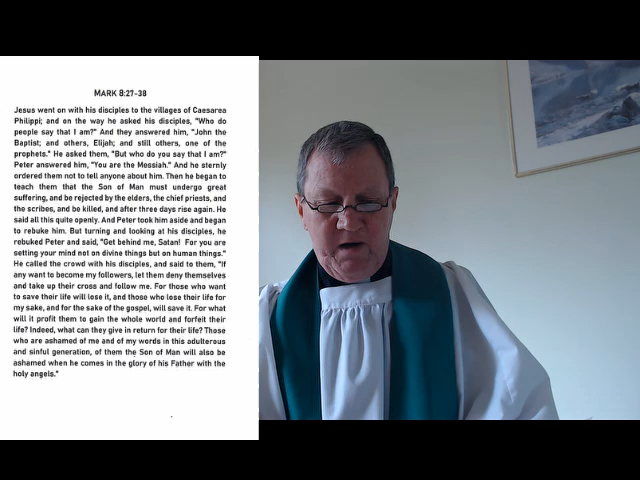 MARK 8:27-38
Jesus went on with his disciples to the villages of Caesarea
Philippi; and on the way he asked his disciples, "Who do
people say that I am?" And they answered him, "John the
Baptist; and others, Elijah; and still others, one of the
prophets." He asked them, "But who do you say that I am?"
Peter answered him, "You are the Messiah." And he sternly
ordered them not to tell anyone about him. Then he began to
teach them that the Son of Man must undergo great
suffering, and be rejected by the elders, the chief priests, and
the scribes, and be killed, and after three days rise again. He
said all this quite openly. And Peter took him aside and began
to rebuke him. But turning and looking at his disciples, he
rebuked Peter and said, "Get behind me, Satan! For you are
setting your mind not on divine things but on human things."
He called the crowd with his disciples, and said to them, "If
any want to become my followers, let them deny themselves
and take up their cross and follow me. For those who want
to save their life will lose it, and those who lose their life for
my sake, and for the sake of the gospel, will save it. For what
will it profit them to gain the whole world and forfeit their
life? Indeed, what can they give in return for their life? Those
who are ashamed of me and of my words in this adulterous
and sinful generation, of them the Son of Man will also be
ashamed when he comes in the glory of his Father with the
holy angels."